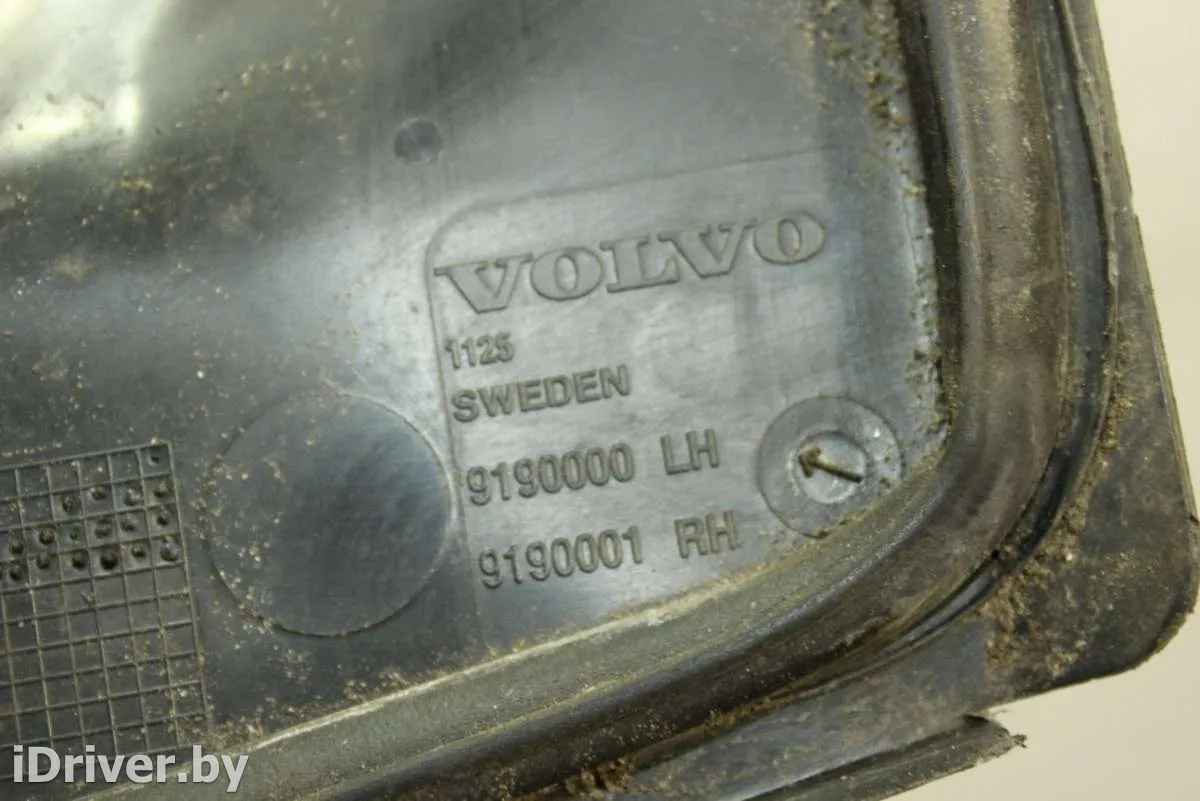 VOLVO
1125
SWEDEN
9190000 LH
9190001 RH
iDriver.by